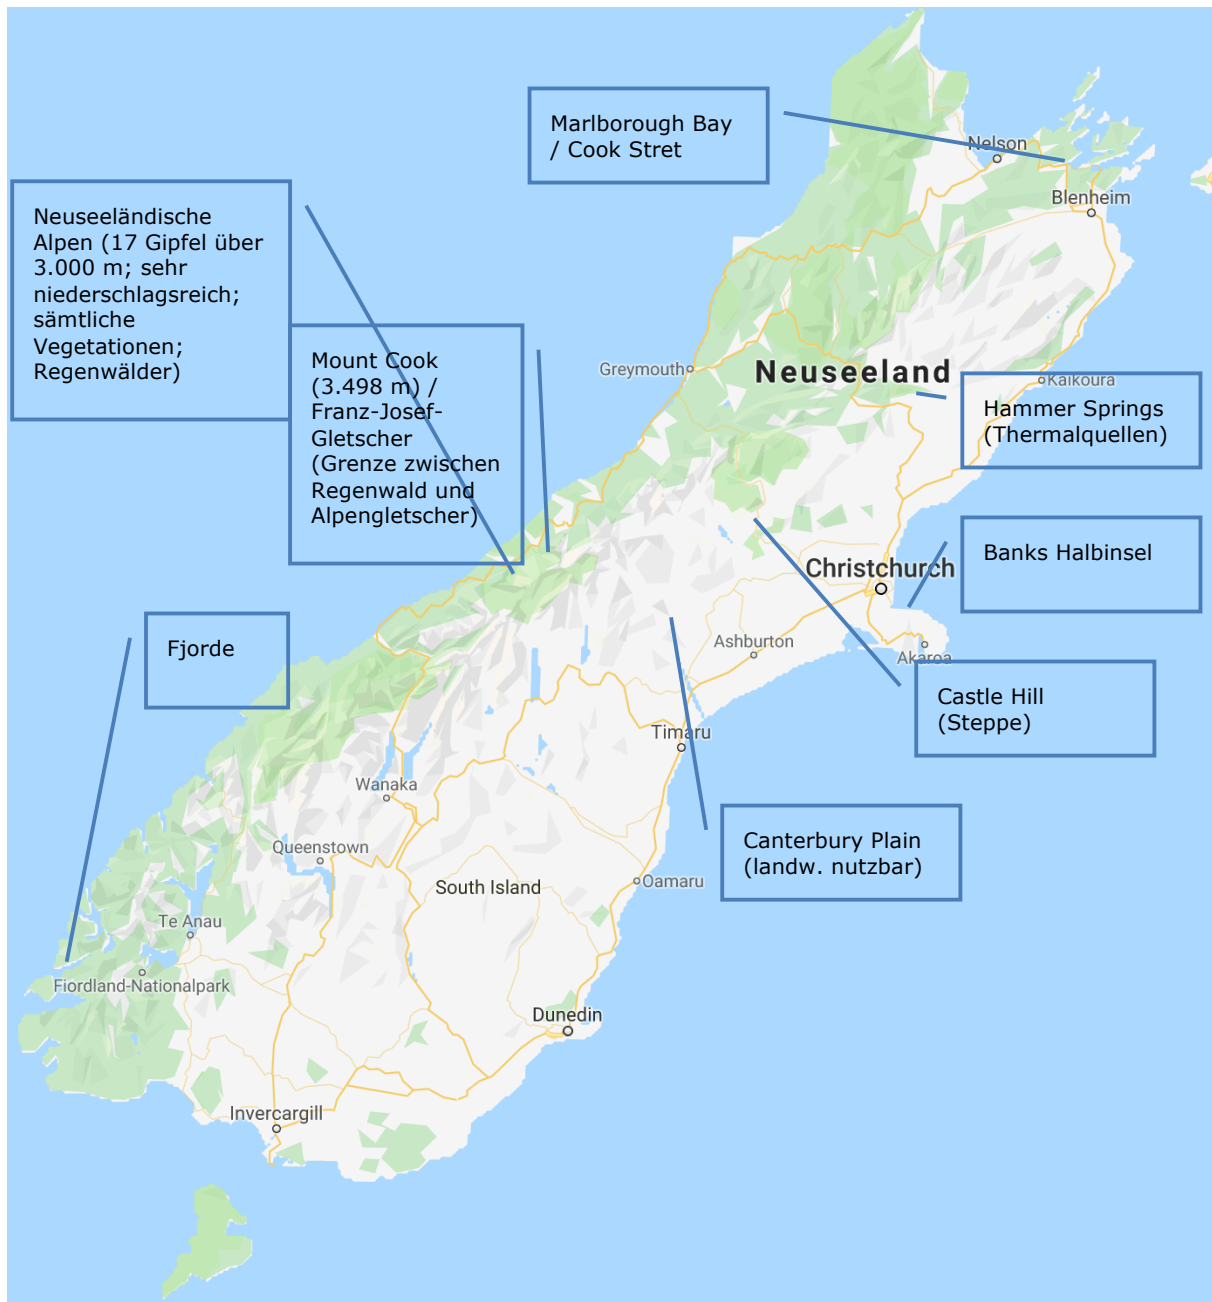 Marlborough Bay
/ Cook Stret
Nelson
Blenheim
Neuseeländische
Alpen (17 Gipfel über
3.000 m; sehr
niederschlagsreich;
sämtliche
Vegetationen;
Regenwälder)
Mount Cook
(3.498 m) /
Franz-Josef-
Gletscher
(Grenze zwischen
Regenwald und
Alpengletscher)
Greymouth
Neuseeland
Kaikoura
Hammer Springs
(Thermalquellen)
Banks Halbinsel
Christchurch
Fjorde
Ashburton
Akaroa
Castle Hill
(Steppe)
Timaru
Wanaka
Canterbury Plain
(landw. nutzbar)
Queenstown
South Island
Oamaru
Te Anau
Fiordland-Nationalpark
Dunedin
Invercargill